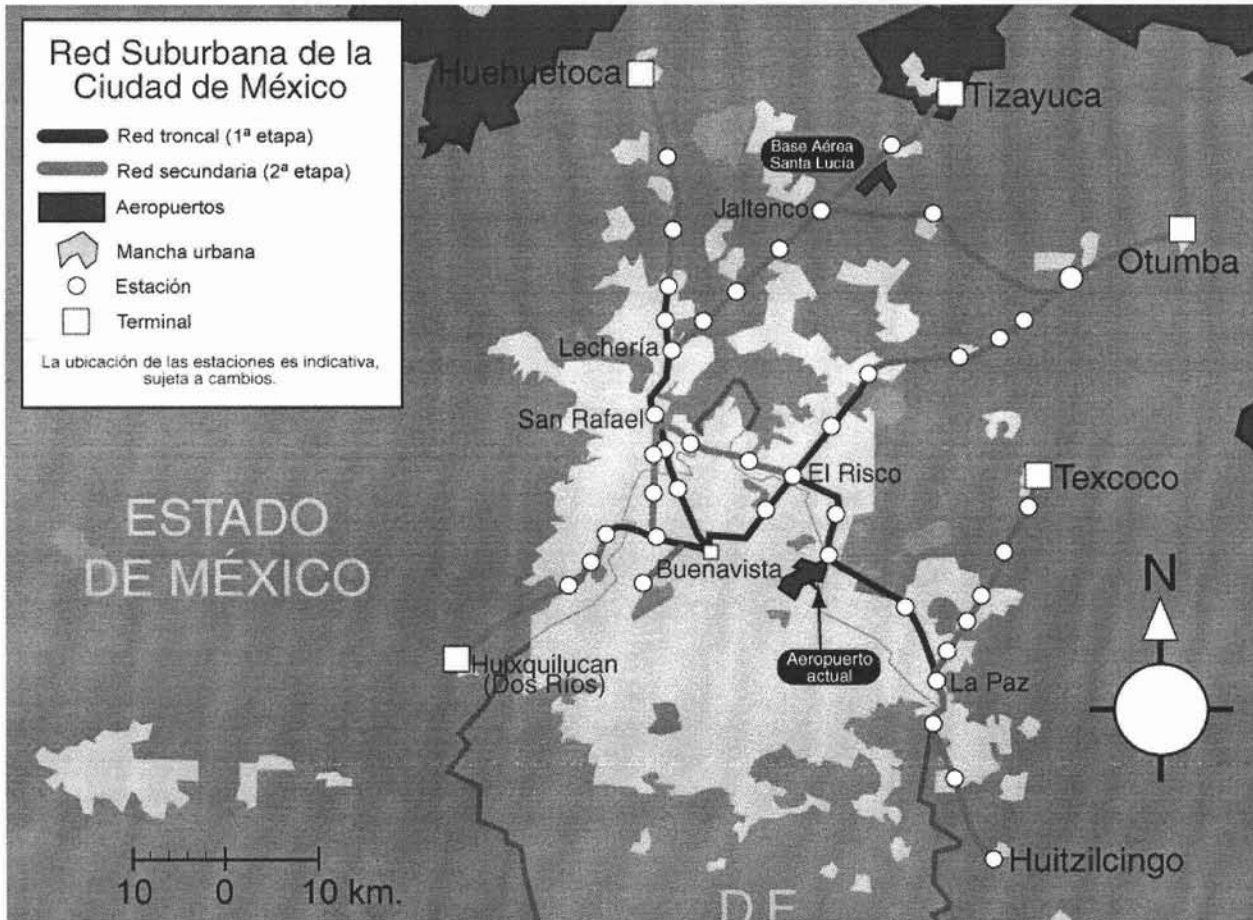 Red Suburbana de la
Ciudad de México
Red troncal (1ª etapa)
Red secundaria (2ª etapa)
Aeropuertos
Mancha urbana
Estación
Terminal
La ubicación de las estaciones es indicativa,
sujeta a cambios.
Huehuetoca
Tizayuca
Base Aérea
Santa Lucía
Jaltenco
Otumba
Lechería
San Rafael
El Risco
Texcoco
ESTADO
DE MÉXICO
Buenavista
N
Huixquilucan
(Dos Ríos)
Aeropuerto
actual
La Paz
Huitzilcingo
10 0 10 km.
DE